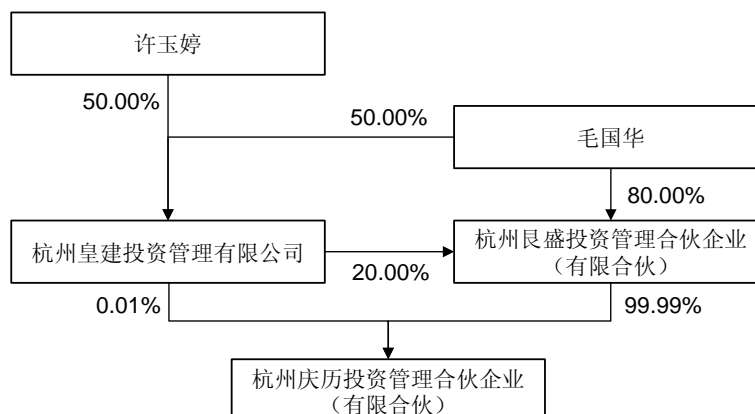 许玉婷
50.00%
50.00%
毛国华
80.00%
杭州皇建投资管理有限公司
20.00%
杭州艮盛投资管理合伙企业
（有限合伙）
0.01%
99.99%
杭州庆历投资管理合伙企业
（有限合伙）